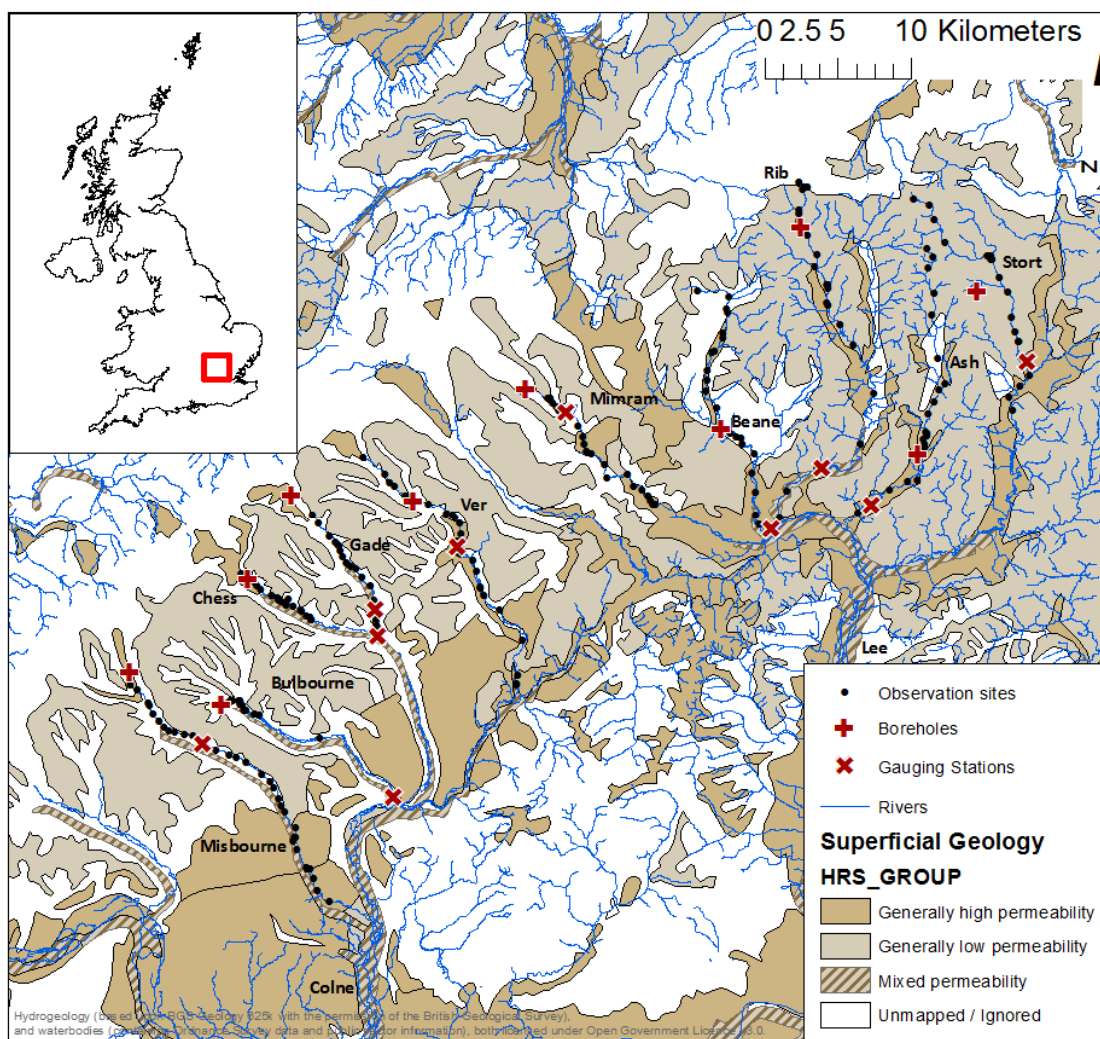 0 2.5 5 10 Kilometers
N
Rib
Stort
Ash
Mimram
Beane
Ver
Gade
Chess
Bulbourne
Lee
Misbourne
Colne
Observation sites
Boreholes
Gauging Stations
Rivers
Superficial Geology
HRS_GROUP
Generally high permeability
Generally low permeability
Mixed permeability
Unmapped / Ignored
Hydrogeology (based upon BGS Geology 625k with the permission of the British Geological Survey),
and waterbodies (contains Ordnance Survey data and public sector information), both licensed under Open Government Licence v3.0.